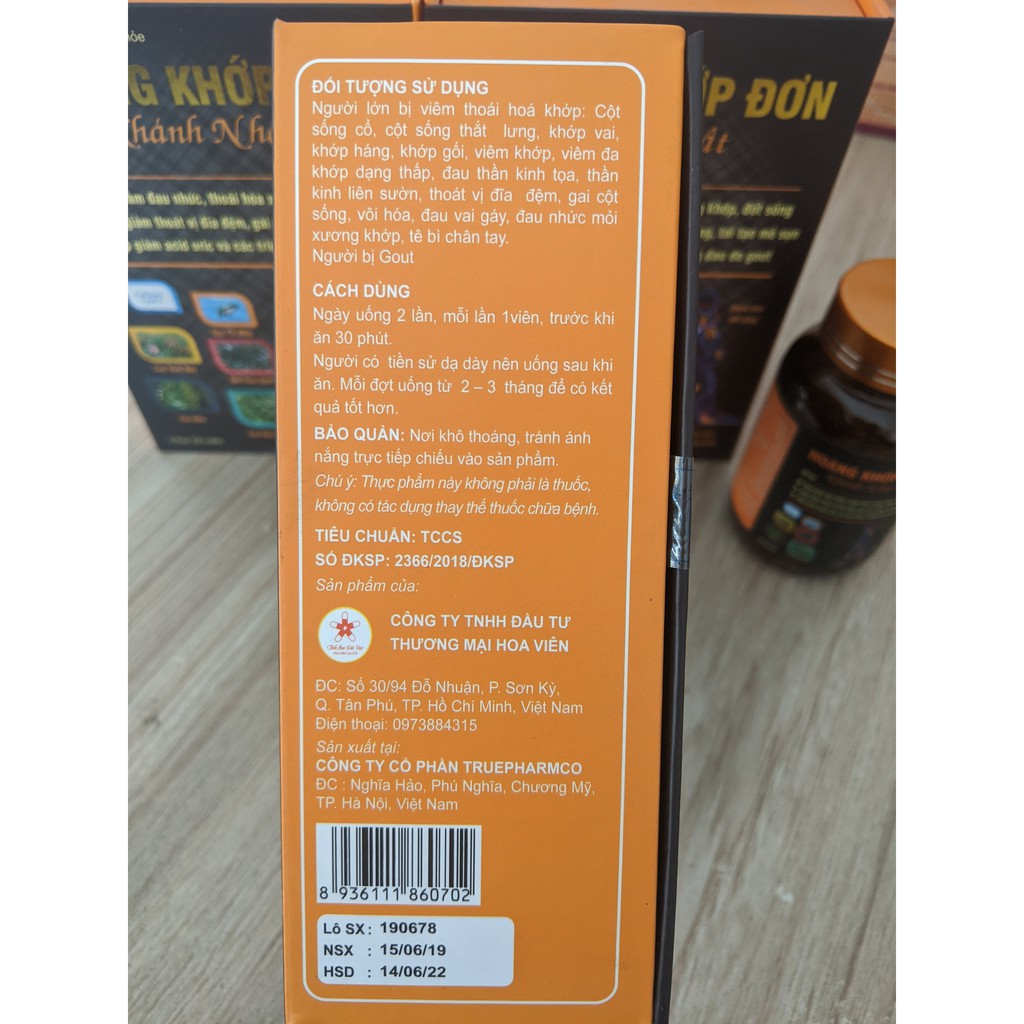 ĐỐI TƯỢNG SỬ DỤNG
Người lớn bị viêm thoái hoá khớp: Cột
sống cổ, cột sống thắt lưng, khớp vai,
khớp háng, khớp gối, viêm khớp, viêm đa
khớp dạng thấp, đau thần kinh tọa, thần
kinh liên sườn, thoát vị đĩa đệm, gai cột
sống, vôi hóa, đau vai gáy, đau nhức mỏi
xương khớp, tê bì chân tay.
Người bị Gout
CÁCH DÙNG
Ngày uống 2 lần, mỗi lần 1viên, trước khi
ăn 30 phút.
Người có tiền sử dạ dày nên uống sau khi
ăn. Mỗi đợt uống từ 2 – 3 tháng để có kết
quả tốt hơn.
BẢO QUẢN: Nơi khô thoáng, tránh ánh
nắng trực tiếp chiếu vào sản phẩm.
Chú ý: Thực phẩm này không phải là thuốc,
không có tác dụng thay thế thuốc chữa bệnh.
TIÊU CHUẨN: TCCS
SỐ ĐKSP: 2366/2018/ĐKSP
Sản phẩm của:
CÔNG TY TNHH ĐẦU TƯ
THƯƠNG MẠI HOA VIÊN
ĐC: Số 30/94 Đỗ Nhuận, P. Sơn Kỳ,
Q. Tân Phú, TP. Hồ Chí Minh, Việt Nam
Điện thoại: 0973884315
Sản xuất tại:
CÔNG TY CỔ PHẦN TRUEPHARMCO
ĐC : Nghĩa Hảo, Phú Nghĩa, Chương Mỹ,
TP. Hà Nội, Việt Nam
8 936111 860702
Lô SX : 190678
NSX : 15/06/19
HSD : 14/06/22
KHỚP
ĐƠN
HOÀNG KHỚP